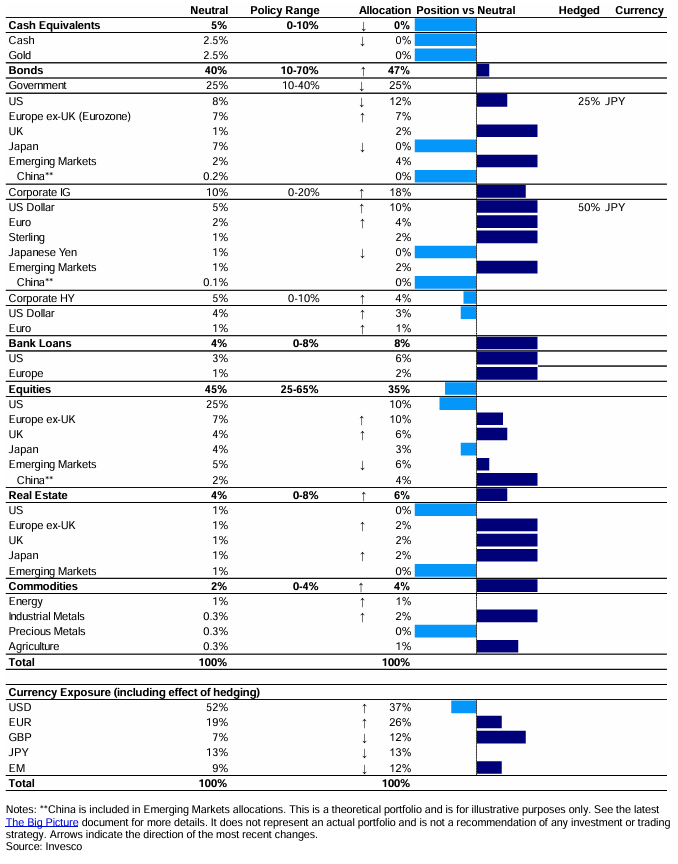 Neutral Policy Range Allocation Position vs Neutral Hedged Currency
Cash Equivalents 5% 0-10% ↓ 0%
Cash 2.5% ↓ 0%
Gold 2.5% 0%
Bonds 40% 10-70% ↑ 47%
Government 25% 10-40% ↓ 25%
US 8% ↓ 12% 25% JPY
Europe ex-UK (Eurozone) 7% ↑ 7%
UK 1% 2%
Japan 7% ↓ 0%
Emerging Markets 2% 4%
China** 0.2% 0%
Corporate IG 10% 0-20% ↑ 18%
US Dollar 5% ↑ 10% 50% JPY
Euro 2% ↑ 4%
Sterling 1% 2%
Japanese Yen 1% ↓ 0%
Emerging Markets 1% 2%
China** 0.1% 0%
Corporate HY 5% 0-10% ↑ 4%
US Dollar 4% ↑ 3%
Euro 1% ↑ 1%
Bank Loans 4% 0-8% 8%
US 3% 6%
Europe 1% 2%
Equities 45% 25-65% 35%
US 25% 10%
Europe ex-UK 7% ↑ 10%
UK 4% ↑ 6%
Japan 4% 3%
Emerging Markets 5% ↓ 6%
China** 2% 4%
Real Estate 4% 0-8% ↑ 6%
US 1% 0%
Europe ex-UK 1% ↑ 2%
UK 1% 2%
Japan 1% ↑ 2%
Emerging Markets 1% 0%
Commodities 2% 0-4% ↑ 4%
Energy 1% ↑ 1%
Industrial Metals 0.3% ↑ 2%
Precious Metals 0.3% 0%
Agriculture 0.3% 1%
Total 100% 100%
Currency Exposure (including effect of hedging)
USD 52% ↑ 37%
EUR 19% ↑ 26%
GBP 7% ↓ 12%
JPY 13% ↓ 13%
EM 9% ↓ 12%
Total 100% 100%
Notes: **China is included in Emerging Markets allocations. This is a theoretical portfolio and is for illustrative purposes only. See the latest
The Big Picture document for more details. It does not represent an actual portfolio and is not a recommendation of any investment or trading
strategy. Arrows indicate the direction of the most recent changes.
Source: Invesco